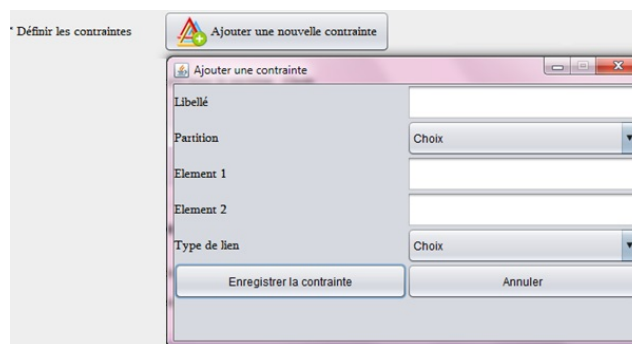 * Définir les contraintes
Ajouter une nouvelle contrainte
Ajouter une contrainte
Libellé
Partition
Choix
Element 1
Element 2
Type de lien
Choix
Enregistrer la contrainte
Annuler